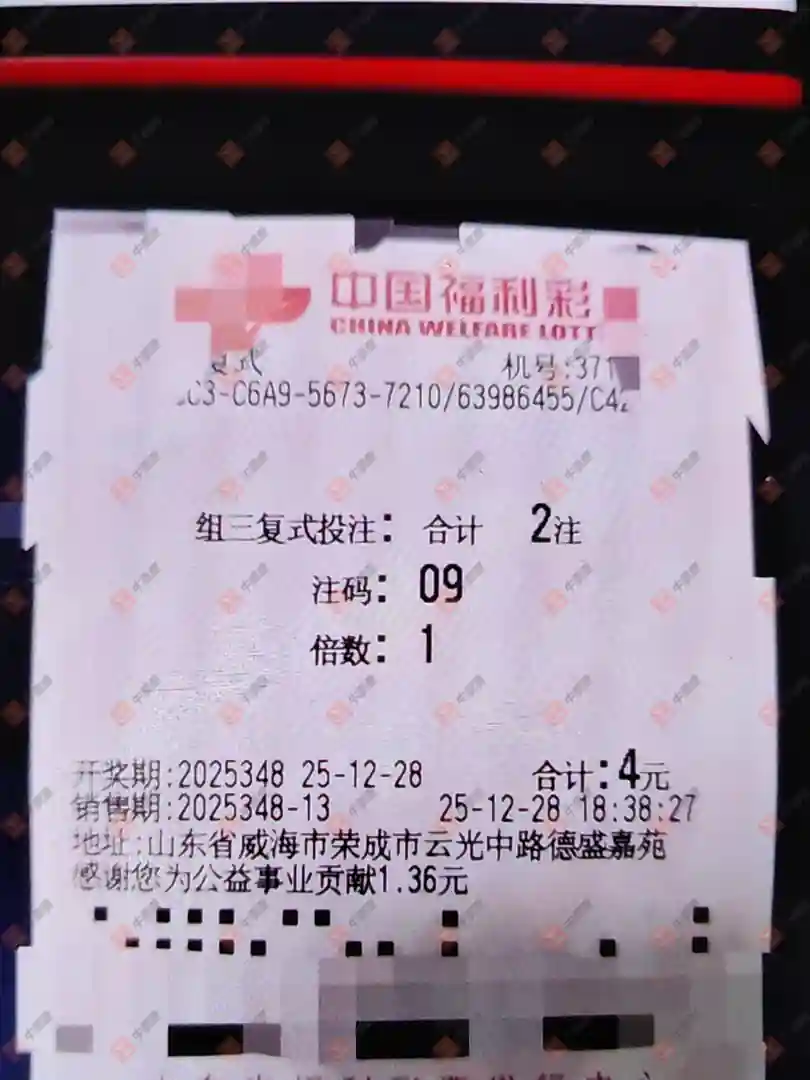 中国福利彩
CHINA WELFARE LOTT
复式 机号:371
C3-C6A9-5673-7210/63986455/C42
组三复式投注: 合计 2注
注码: 09
倍数: 1
开奖期:2025348 25-12-28 合计:4元
销售期:2025348-13 25-12-28 18:38:27
地址:山东省威海市荣成市云光中路德盛嘉苑
感谢您为公益事业贡献1.36元